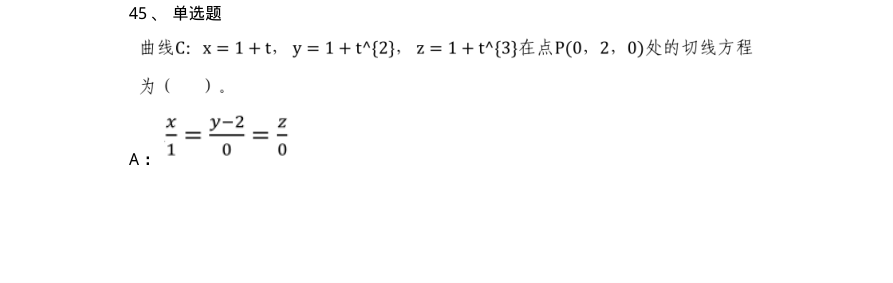 45 、 单选题
曲线C: x = 1 + t, y = 1 + t^{2}, z = 1 + t^{3}在点P(0, 2, 0)处的切线方程
为 ( ) 。
A： x/1 = y−2/0 = z/0